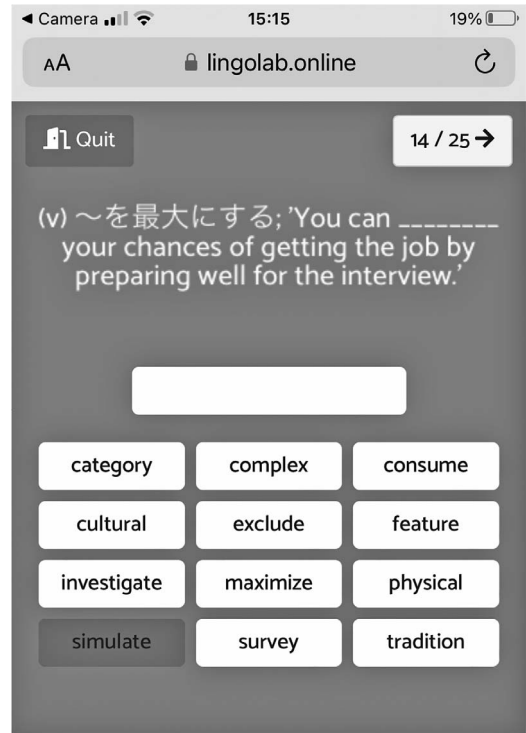 Camera
15:15
19%
AA
lingolab.online
Quit
14 / 25 →
(v) ～を最大にする; 'You can ________
your chances of getting the job by
preparing well for the interview.'
category complex consume
cultural exclude feature
investigate maximize physical
simulate survey tradition